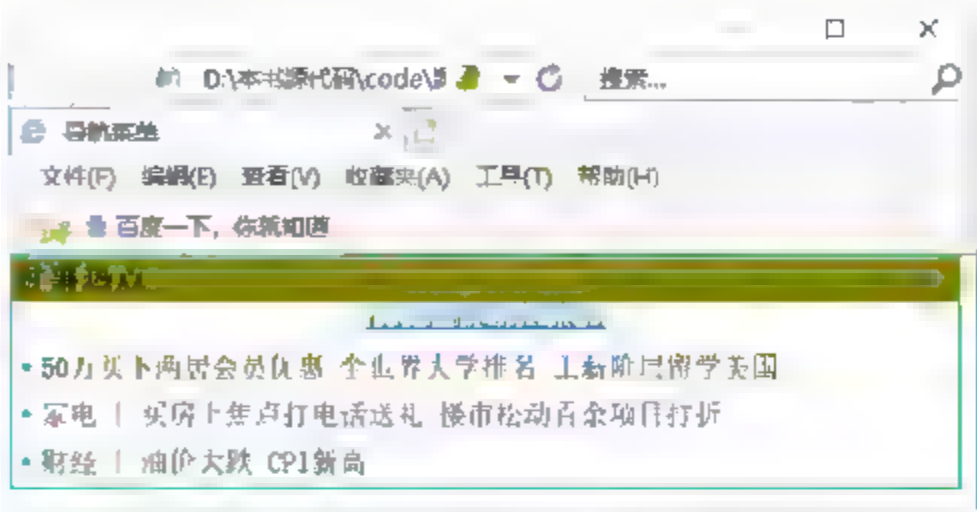 D:\本书源代码\code\
搜索...
导航菜单
文件(F) 编辑(E) 查看(V) 收藏夹(A) 工具(T) 帮助(H)
百度一下，你就知道
50万买下两居会员优惠 全世界大学排名 工薪阶层留学美国
家电 | 买房上焦点打电话送礼 楼市松动百余项目打折
财经 | 油价大跌 CPI新高